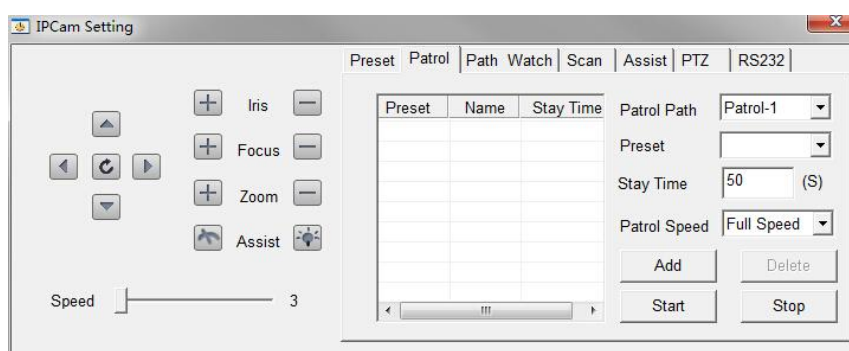 IPCam Setting
Preset Patrol Path Watch Scan Assist PTZ RS232
Iris
Focus
Zoom
Assist
Speed 3
Preset Name Stay Time
Patrol Path Patrol-1
Preset
Stay Time 50 (S)
Patrol Speed Full Speed
Add Delete
Start Stop